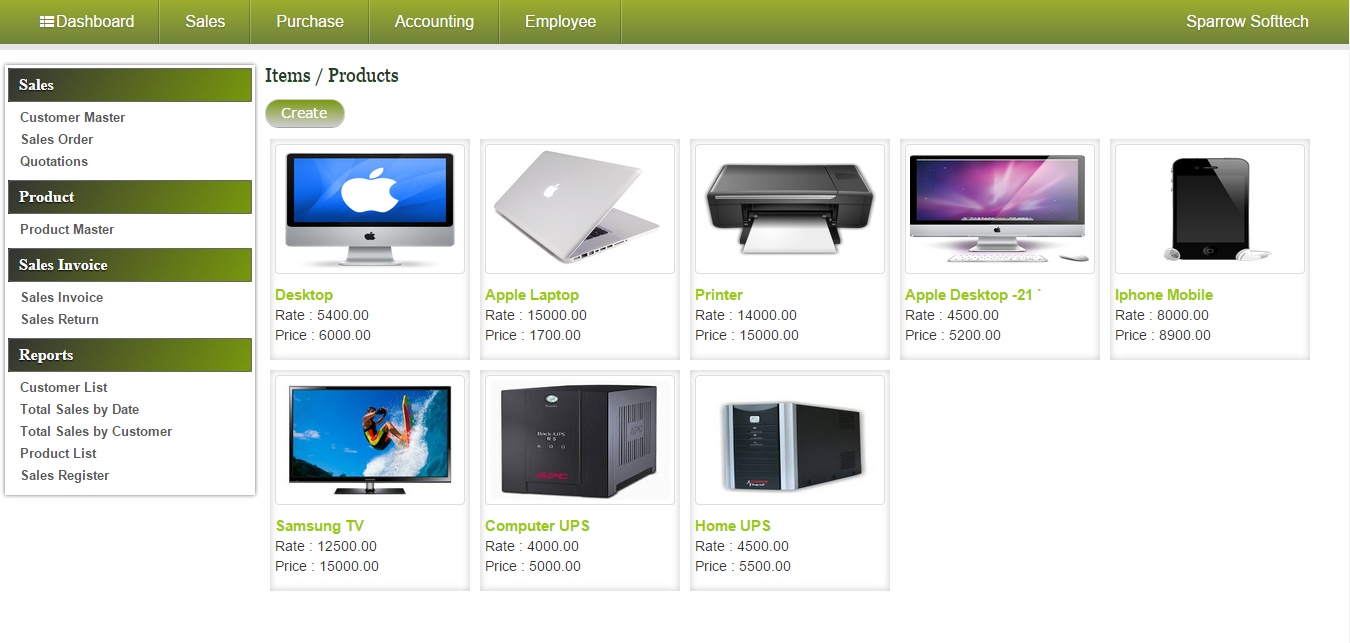 Dashboard Sales Purchase Accounting Employee Sparrow Softtech
Sales
Customer Master
Sales Order
Quotations
Product
Product Master
Sales Invoice
Sales Invoice
Sales Return
Reports
Customer List
Total Sales by Date
Total Sales by Customer
Product List
Sales Register
Items / Products
Create
Desktop
Rate : 5400.00
Price : 6000.00
Apple Laptop
Rate : 15000.00
Price : 1700.00
Printer
Rate : 14000.00
Price : 15000.00
Apple Desktop -21 `
Rate : 4500.00
Price : 5200.00
Iphone Mobile
Rate : 8000.00
Price : 8900.00
Samsung TV
Rate : 12500.00
Price : 15000.00
Back-UPS
RS
600
APC
Computer UPS
Rate : 4000.00
Price : 5000.00
Home UPS
Rate : 4500.00
Price : 5500.00